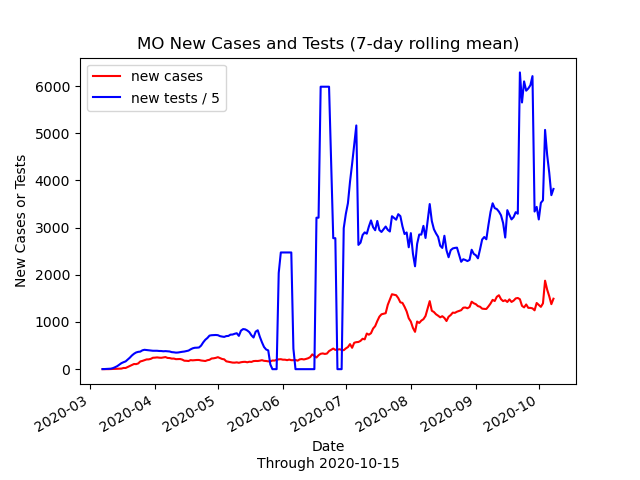 MO New Cases and Tests (7-day rolling mean)
new cases
new tests / 5
6000
5000
4000
3000
2000
1000
0
New Cases or Tests
2020-03
2020-04
2020-05
2020-06
2020-07
2020-08
2020-09
2020-10
Date
Through 2020-10-15